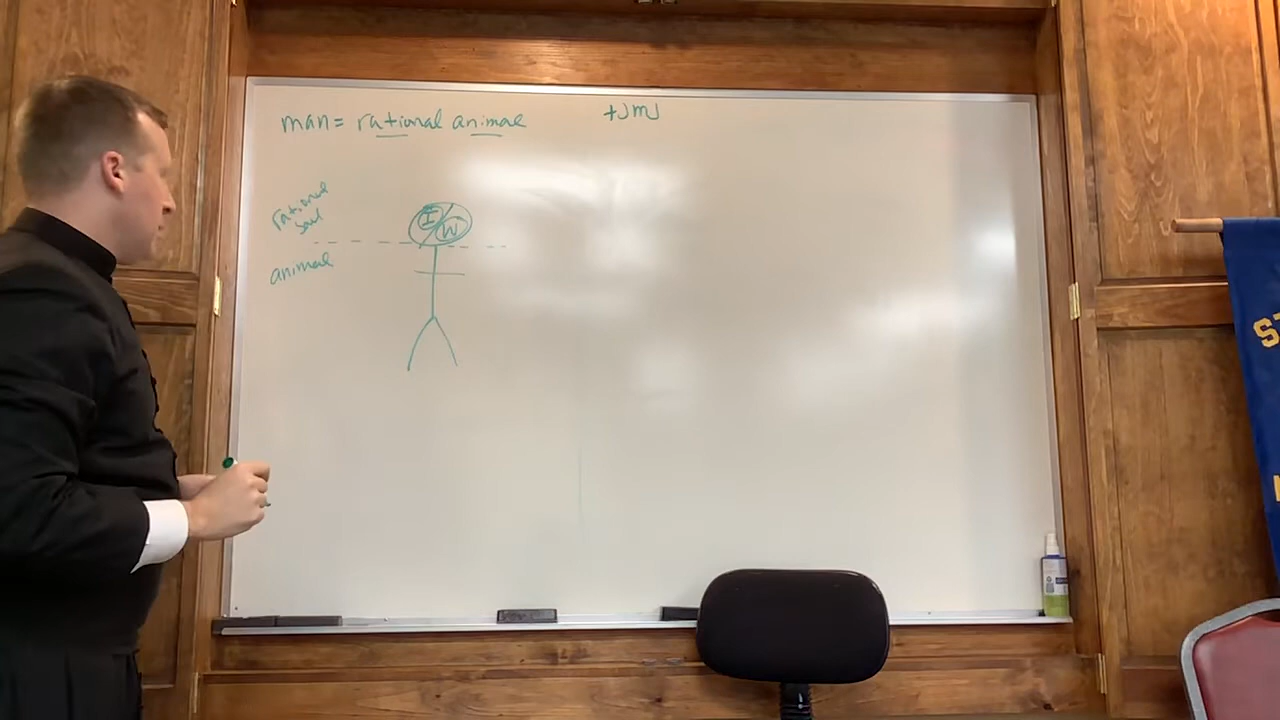 man = rational animal
+JMJ
rational
soul
I
W
animal